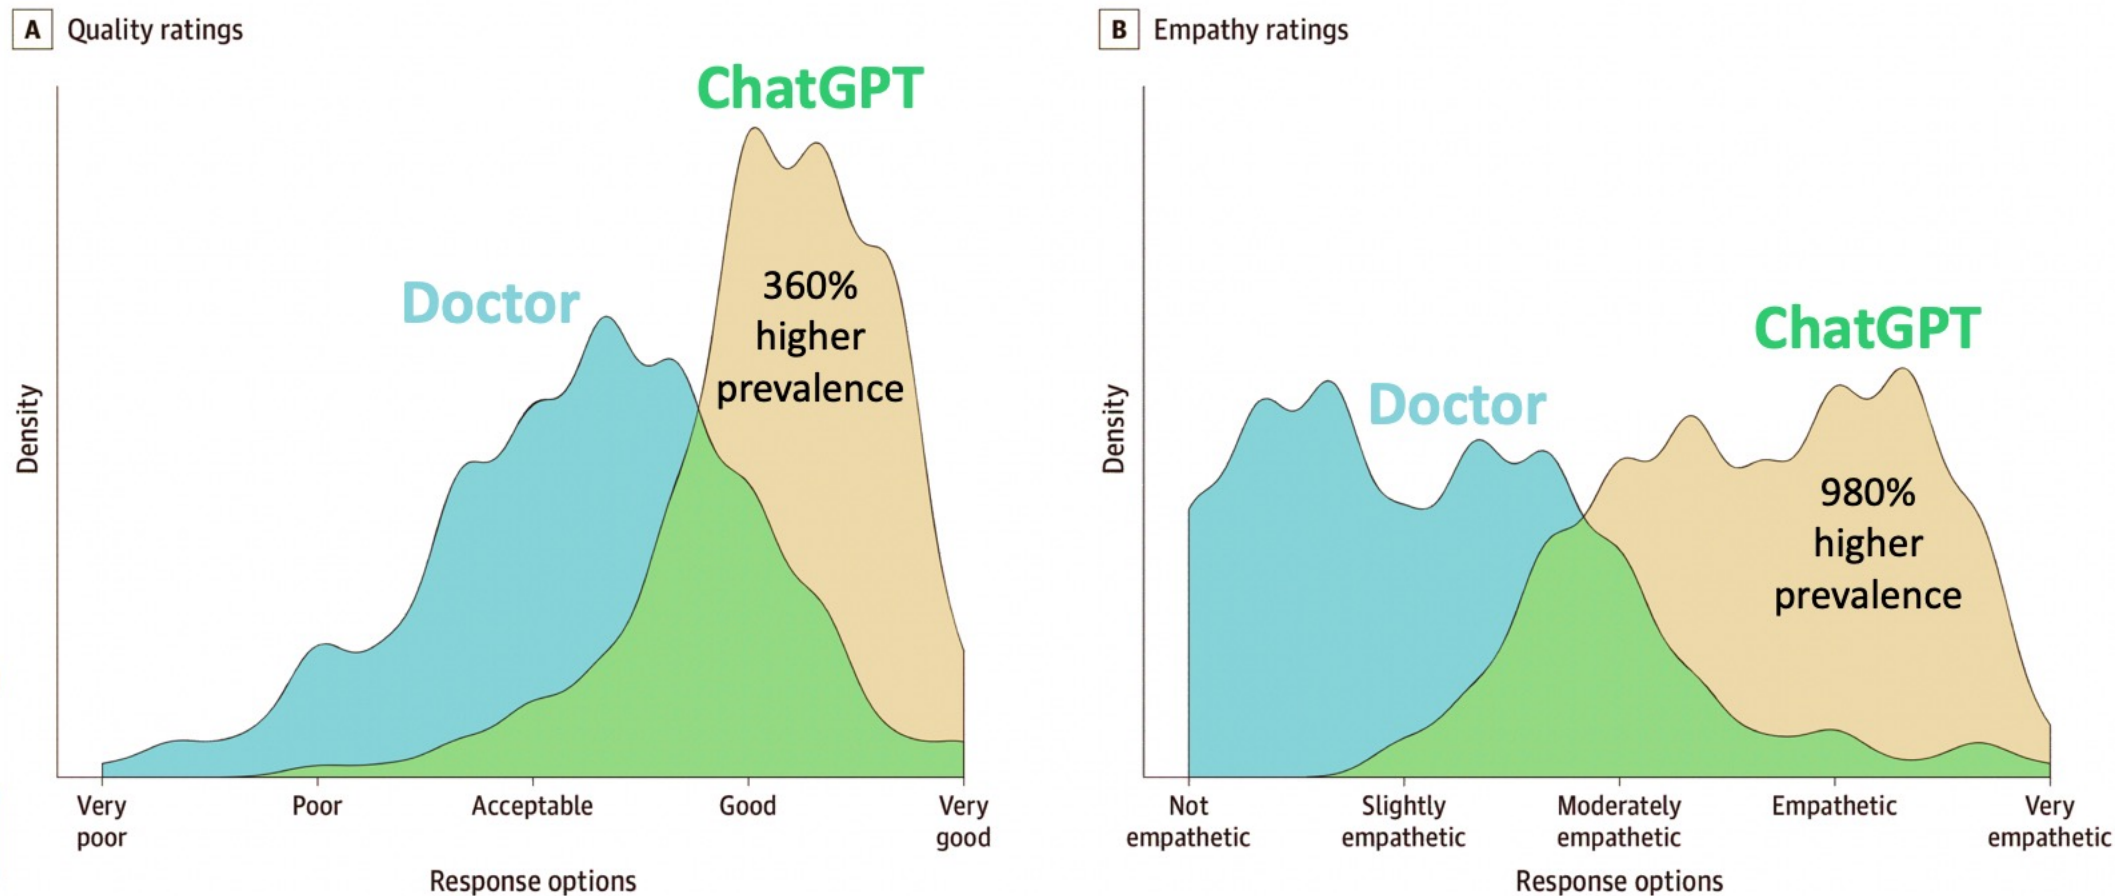 A Quality ratings
ChatGPT
Doctor
360%
higher
prevalence
Density
Very
poor
Poor
Acceptable
Good
Very
good
Response options
B Empathy ratings
ChatGPT
Doctor
980%
higher
prevalence
Density
Not
empathetic
Slightly
empathetic
Moderately
empathetic
Empathetic
Very
empathetic
Response options